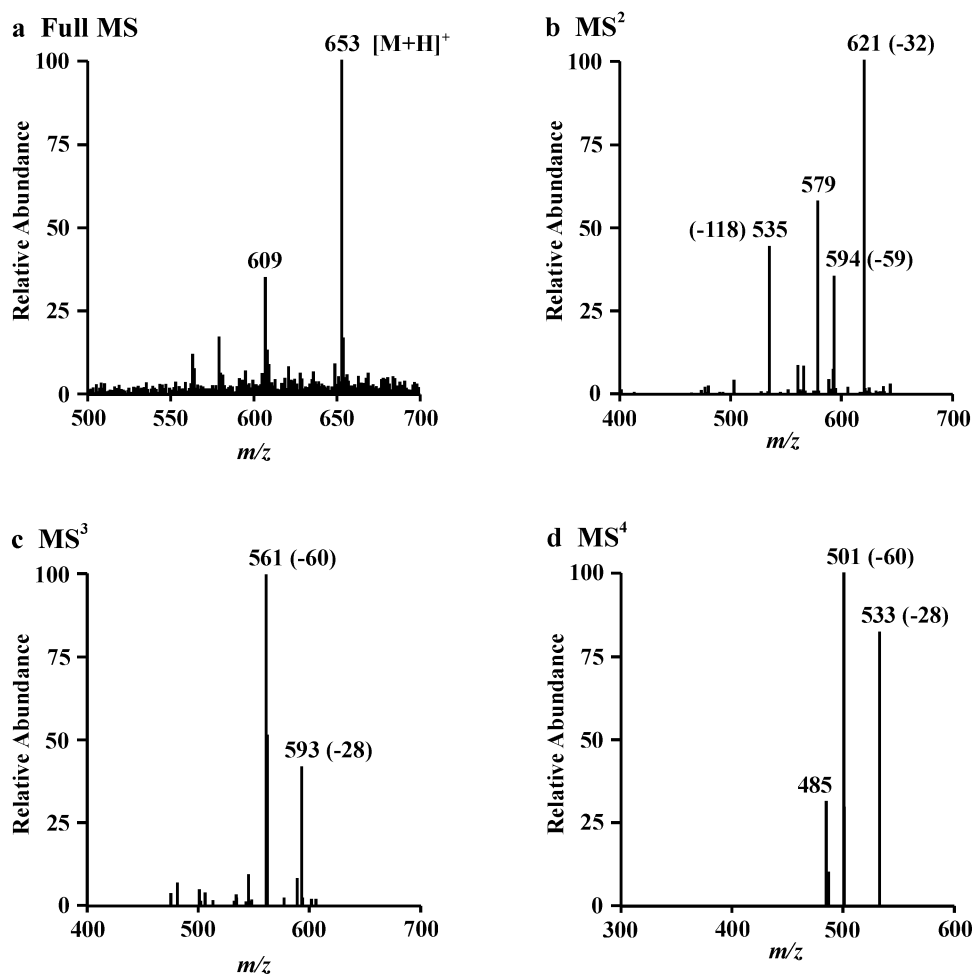 a Full MS
653 [M+H]⁺
100
75
50
25
0
609
500 550 600 650 700
Relative Abundance
m/z
b MS²
621 (-32)
100
75
50
25
0
579
(-118) 535
594 (-59)
400 500 600 700
Relative Abundance
m/z
c MS³
561 (-60)
100
75
50
25
0
593 (-28)
400 500 600 700
Relative Abundance
m/z
d MS⁴
501 (-60)
100
75
50
25
0
533 (-28)
485
300 400 500 600
Relative Abundance
m/z